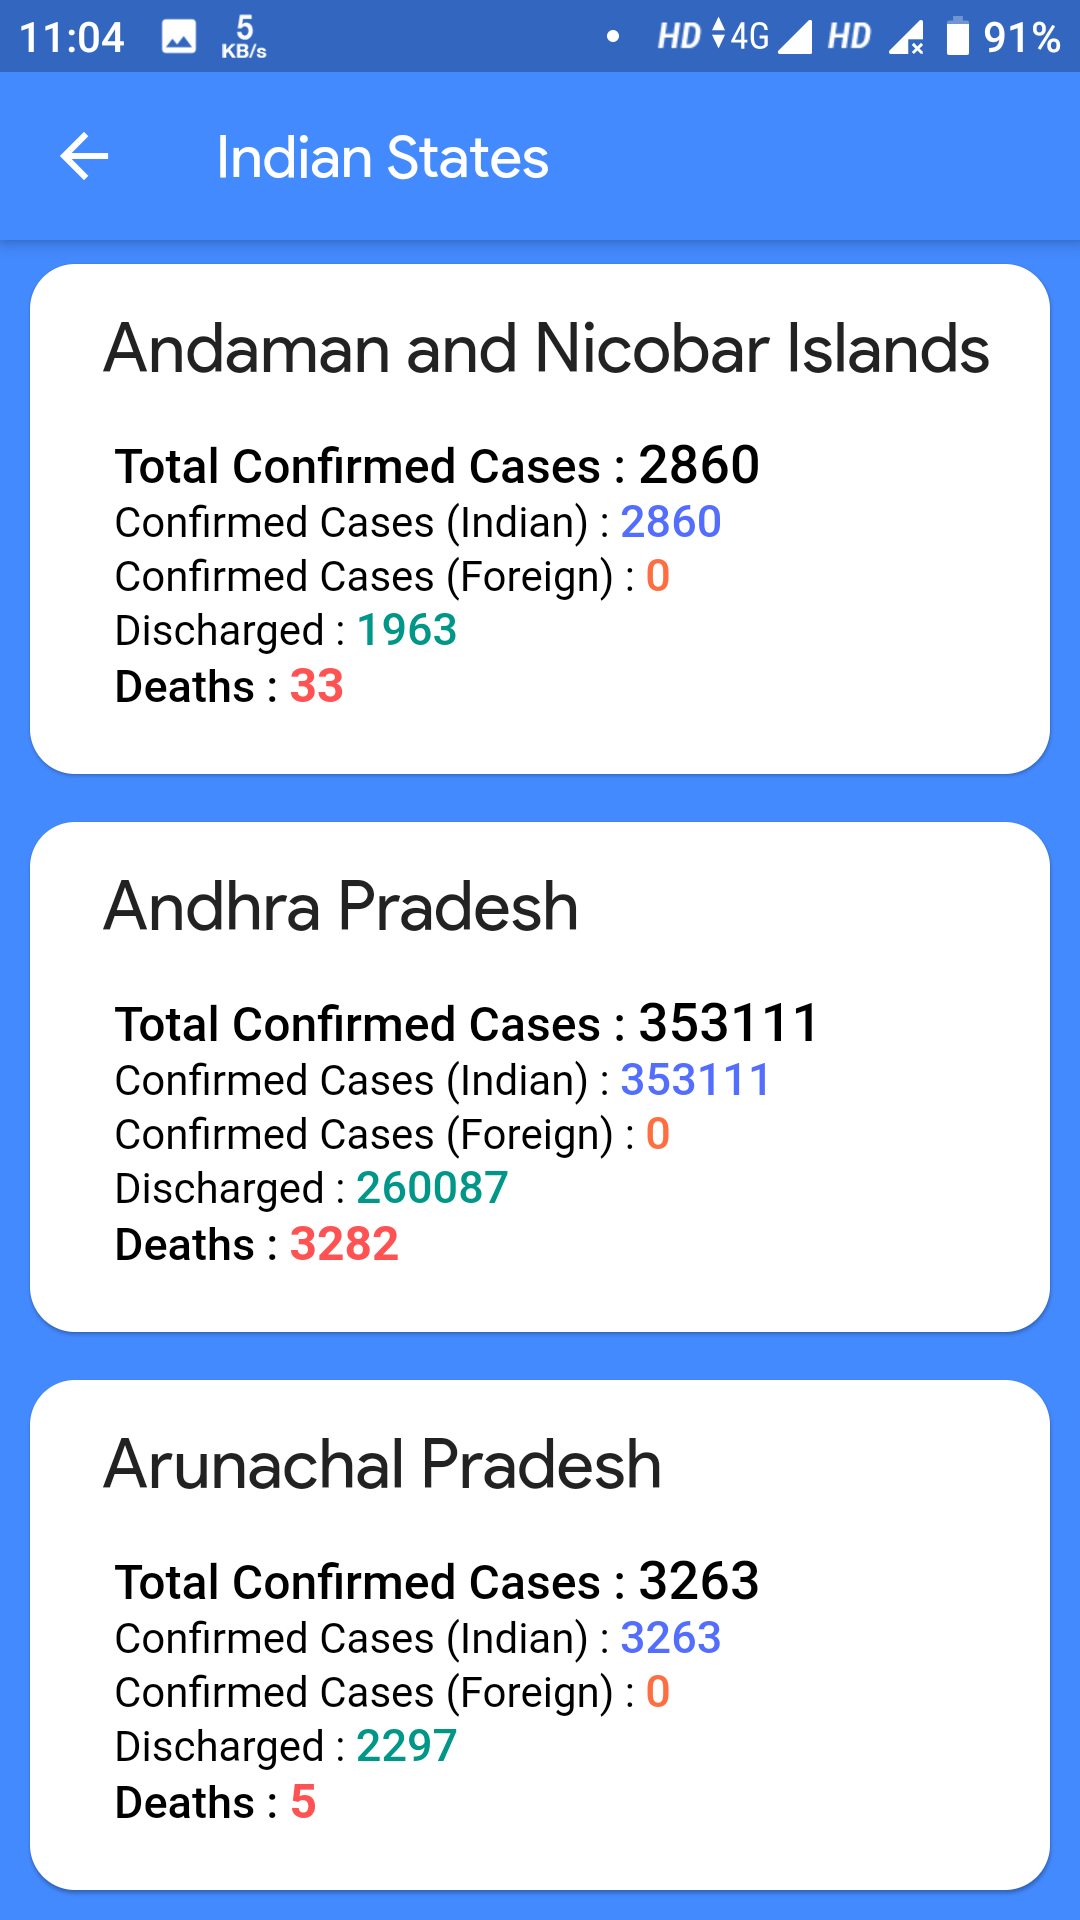 11:04 5 KB/s HD 4G HD 91%
Indian States
Andaman and Nicobar Islands
Total Confirmed Cases : 2860
Confirmed Cases (Indian) : 2860
Confirmed Cases (Foreign) : 0
Discharged : 1963
Deaths : 33
Andhra Pradesh
Total Confirmed Cases : 353111
Confirmed Cases (Indian) : 353111
Confirmed Cases (Foreign) : 0
Discharged : 260087
Deaths : 3282
Arunachal Pradesh
Total Confirmed Cases : 3263
Confirmed Cases (Indian) : 3263
Confirmed Cases (Foreign) : 0
Discharged : 2297
Deaths : 5